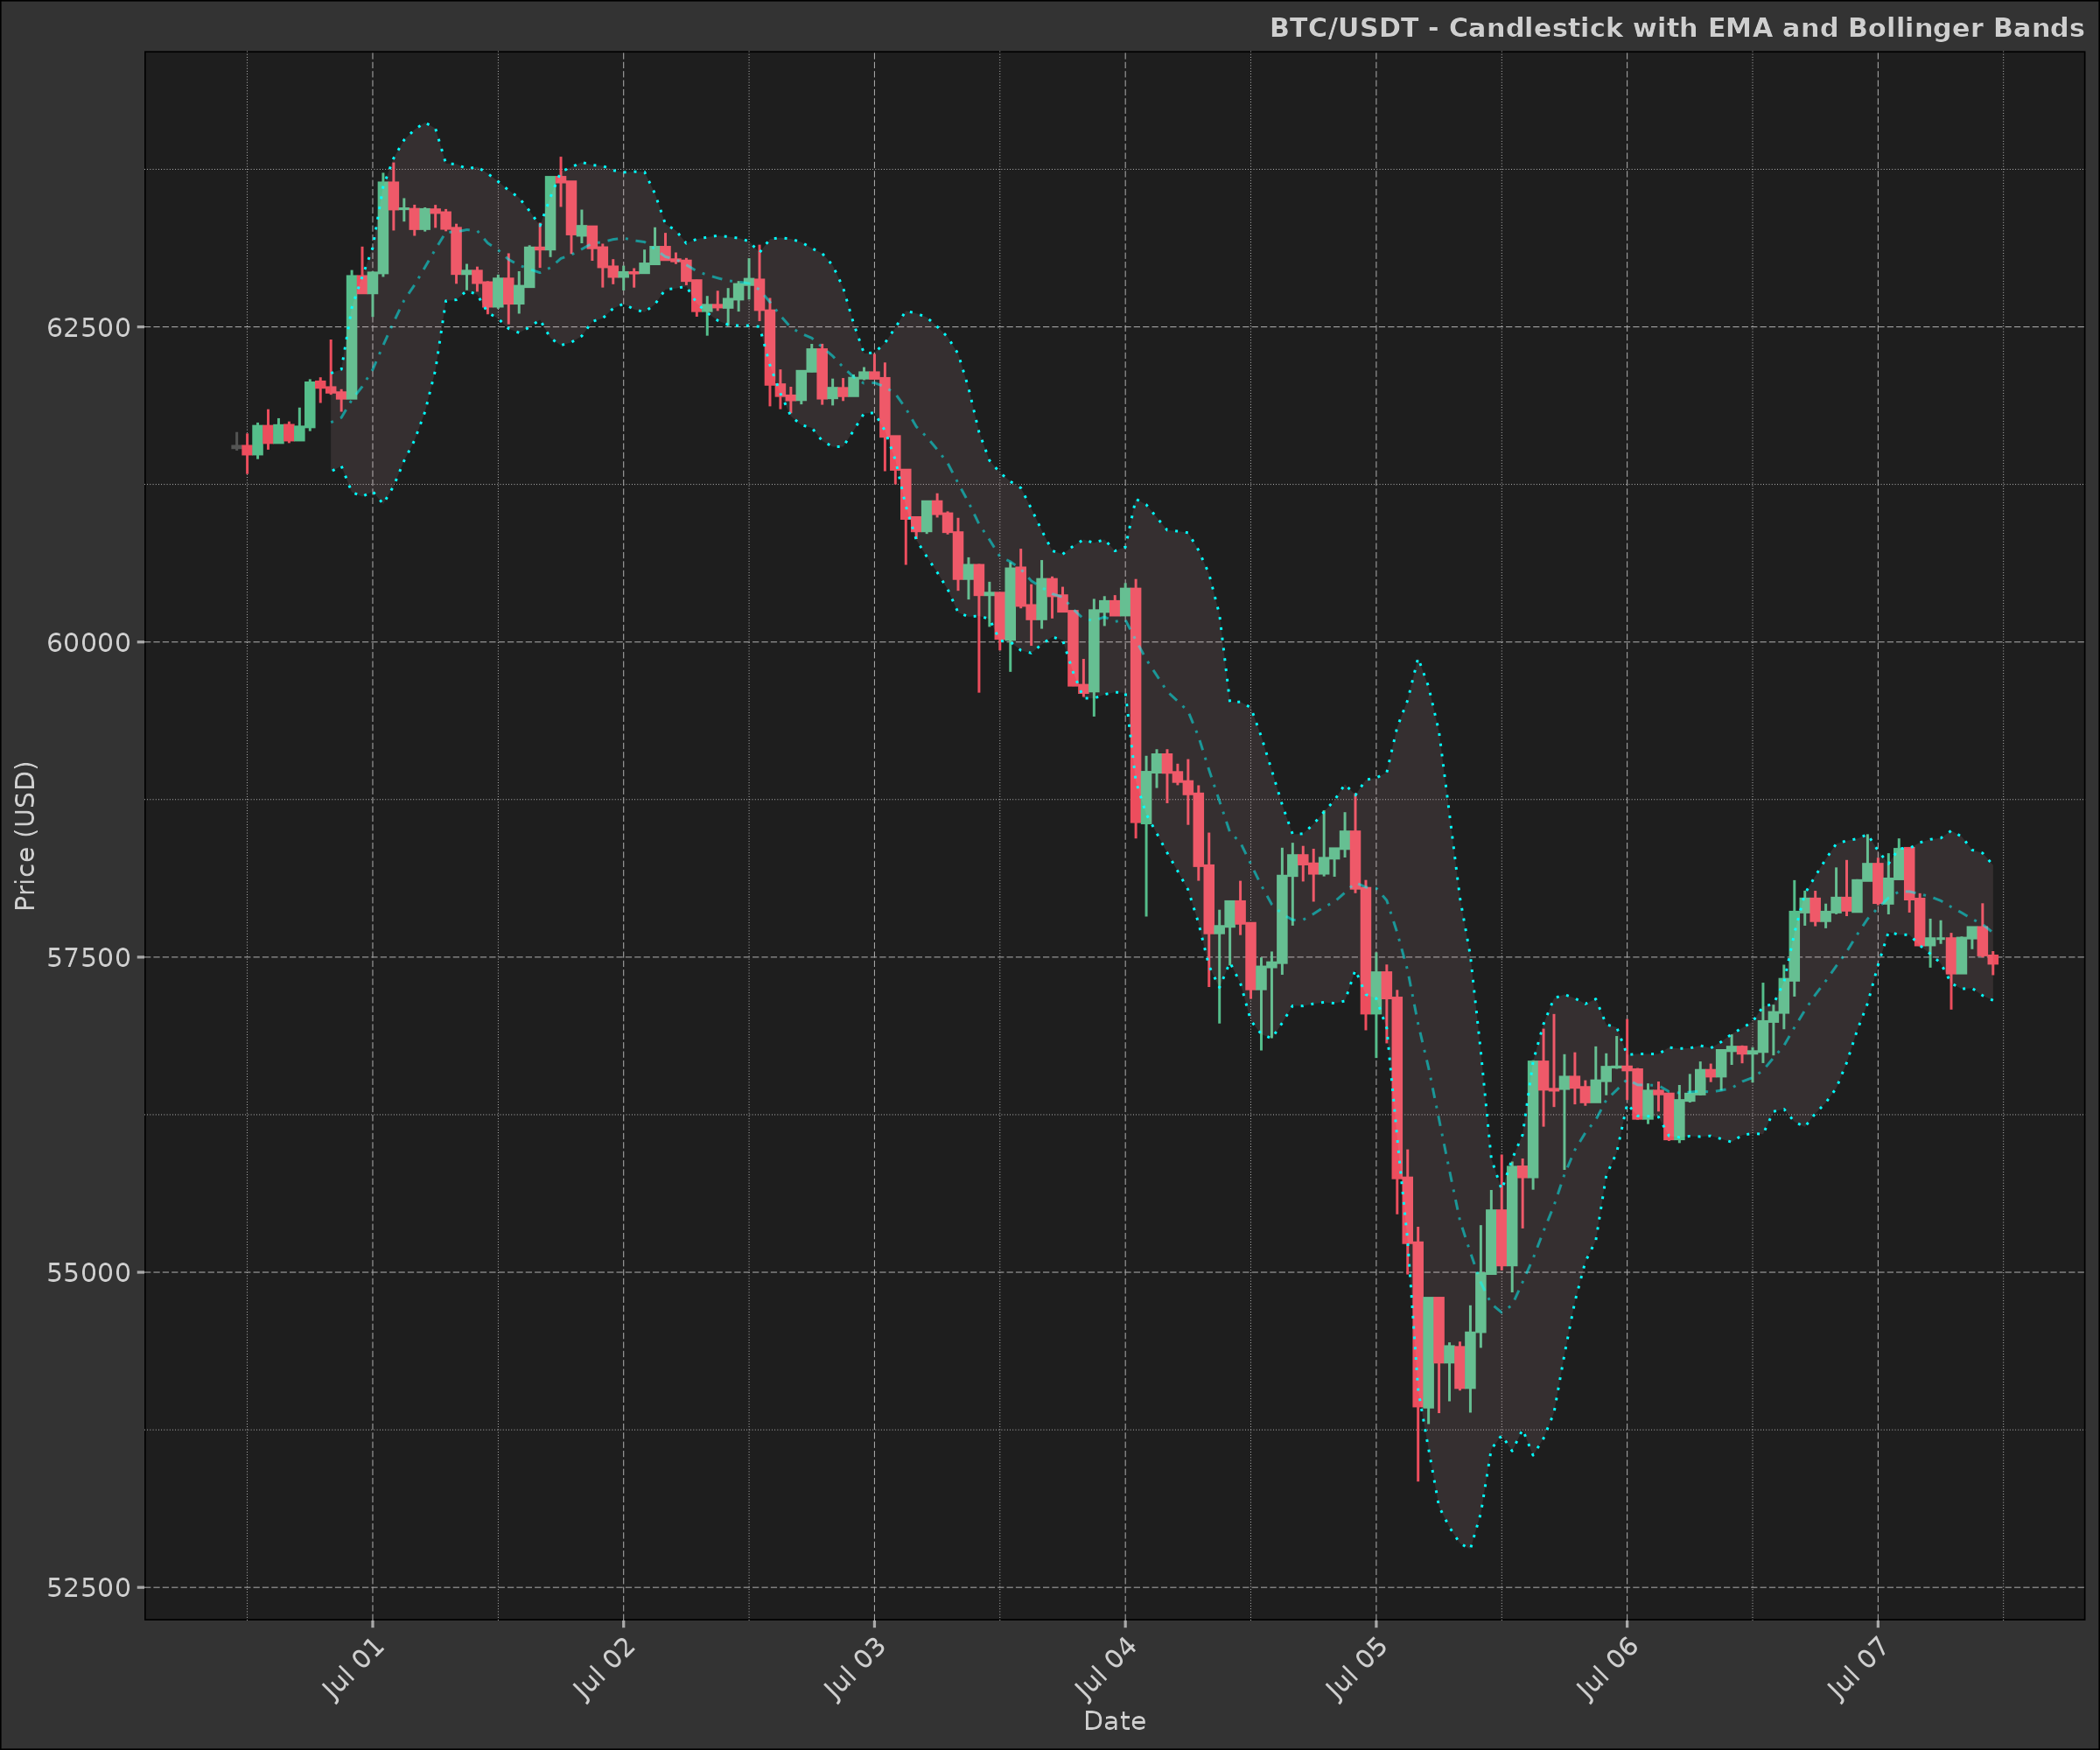 BTC/USDT - Candlestick with EMA and Bollinger Bands
Price (USD)
62500
60000
57500
55000
52500
Jul 01
Jul 02
Jul 03
Jul 04
Jul 05
Jul 06
Jul 07
Date